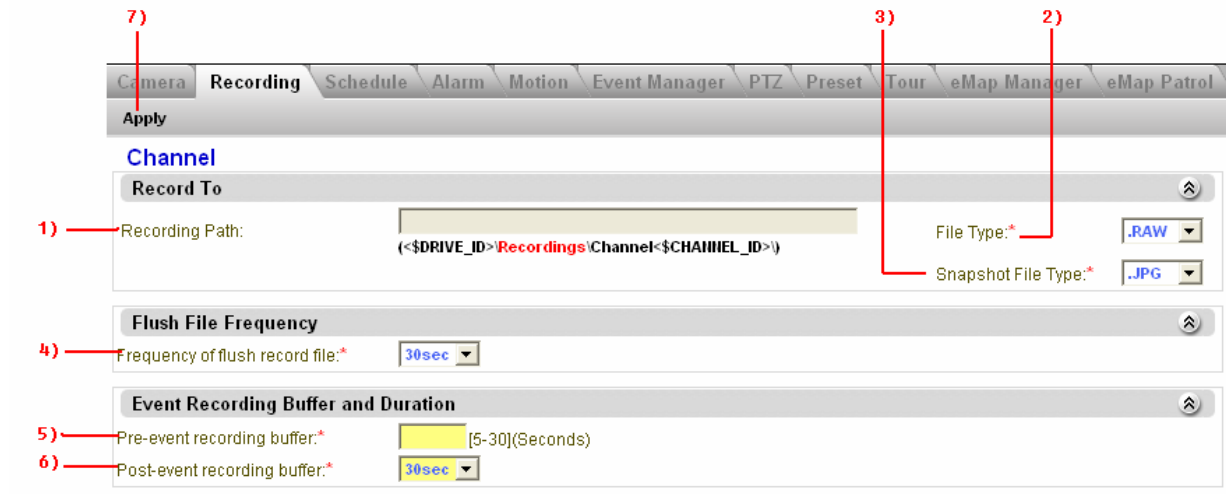 7)
3)
2)
Camera Recording Schedule Alarm Motion Event Manager PTZ Preset Tour eMap Manager eMap Patrol
Apply
Channel
Record To
1) Recording Path:
File Type:* .RAW
(<$DRIVE_ID>\Recordings\Channel<$CHANNEL_ID>\)
Snapshot File Type:* .JPG
Flush File Frequency
4) Frequency of flush record file:* 30sec
Event Recording Buffer and Duration
5) Pre-event recording buffer:* [5-30](Seconds)
6) Post-event recording buffer:* 30sec